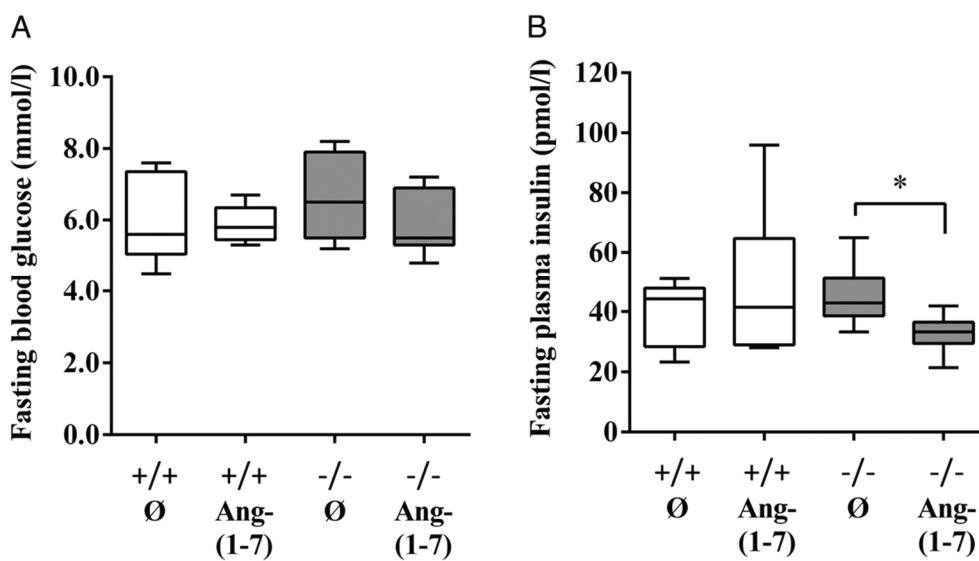 A
Fasting blood glucose (mmol/l)
10.0
8.0
6.0
4.0
2.0
0.0
+/+ +/+ -/- -/-
Ø Ang- Ø Ang-
(1-7) (1-7)
B
Fasting plasma insulin (pmol/l)
120
100
80
60
40
20
0
*
+/+ +/+ -/- -/-
Ø Ang- Ø Ang-
(1-7) (1-7)